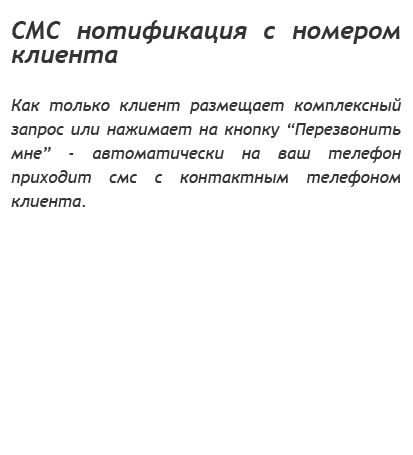 СМС нотификация с номером
клиента
Как только клиент размещает комплексный
запрос или нажимает на кнопку “Перезвонить
мне” - автоматически на ваш телефон
приходит смс с контактным телефоном
клиента.